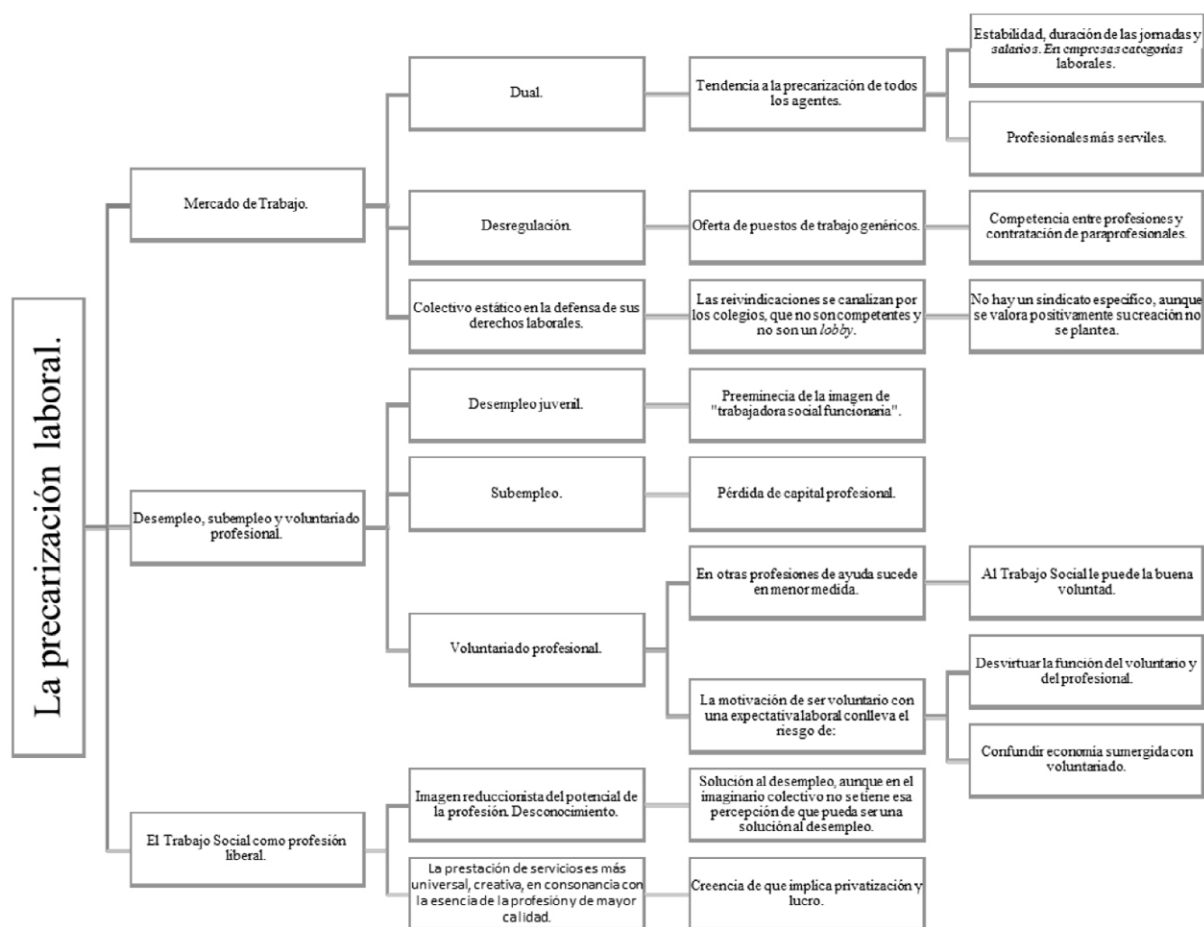 La precarización laboral.
Mercado de Trabajo.
Dual.
Tendencia a la precarización de todos
los agentes.
Estabilidad, duración de las jornadas y
salarios. En empresas categorías
laborales.
Profesionales más serviles.
Desregulación.
Oferta de puestos de trabajo genéricos.
Competencia entre profesiones y
contratación de paraprofesionales.
Colectivo estático en la defensa de sus
derechos laborales.
Las reivindicaciones se canalizan por
los colegios, que no son competentes y
no son un lobby.
No hay un sindicato específico, aunque
se valora positivamente su creación no
se plantea.
Desempleo, subempleo y voluntariado
profesional.
Desempleo juvenil.
Preeminecia de la imagen de
"trabajadora social funcionaria".
Subempleo.
Pérdida de capital profesional.
Voluntariado profesional.
En otras profesiones de ayuda sucede
en menor medida.
Al Trabajo Social le puede la buena
voluntad.
La motivación de ser voluntario con
una expectativa laboral conlleva el
riesgo de:
Desvirtuar la función del voluntario y
del profesional.
Confundir economía sumergida con
voluntariado.
El Trabajo Social como profesión
liberal.
Imagen reduccionista del potencial de
la profesión. Desconocimiento.
Solución al desempleo, aunque en el
imaginario colectivo no se tiene esa
percepción de que pueda ser una
solución al desempleo.
La prestación de servicios es más
universal, creativa, en consonancia con
la esencia de la profesión y de mayor
calidad.
Creencia de que implica privatización y
lucro.